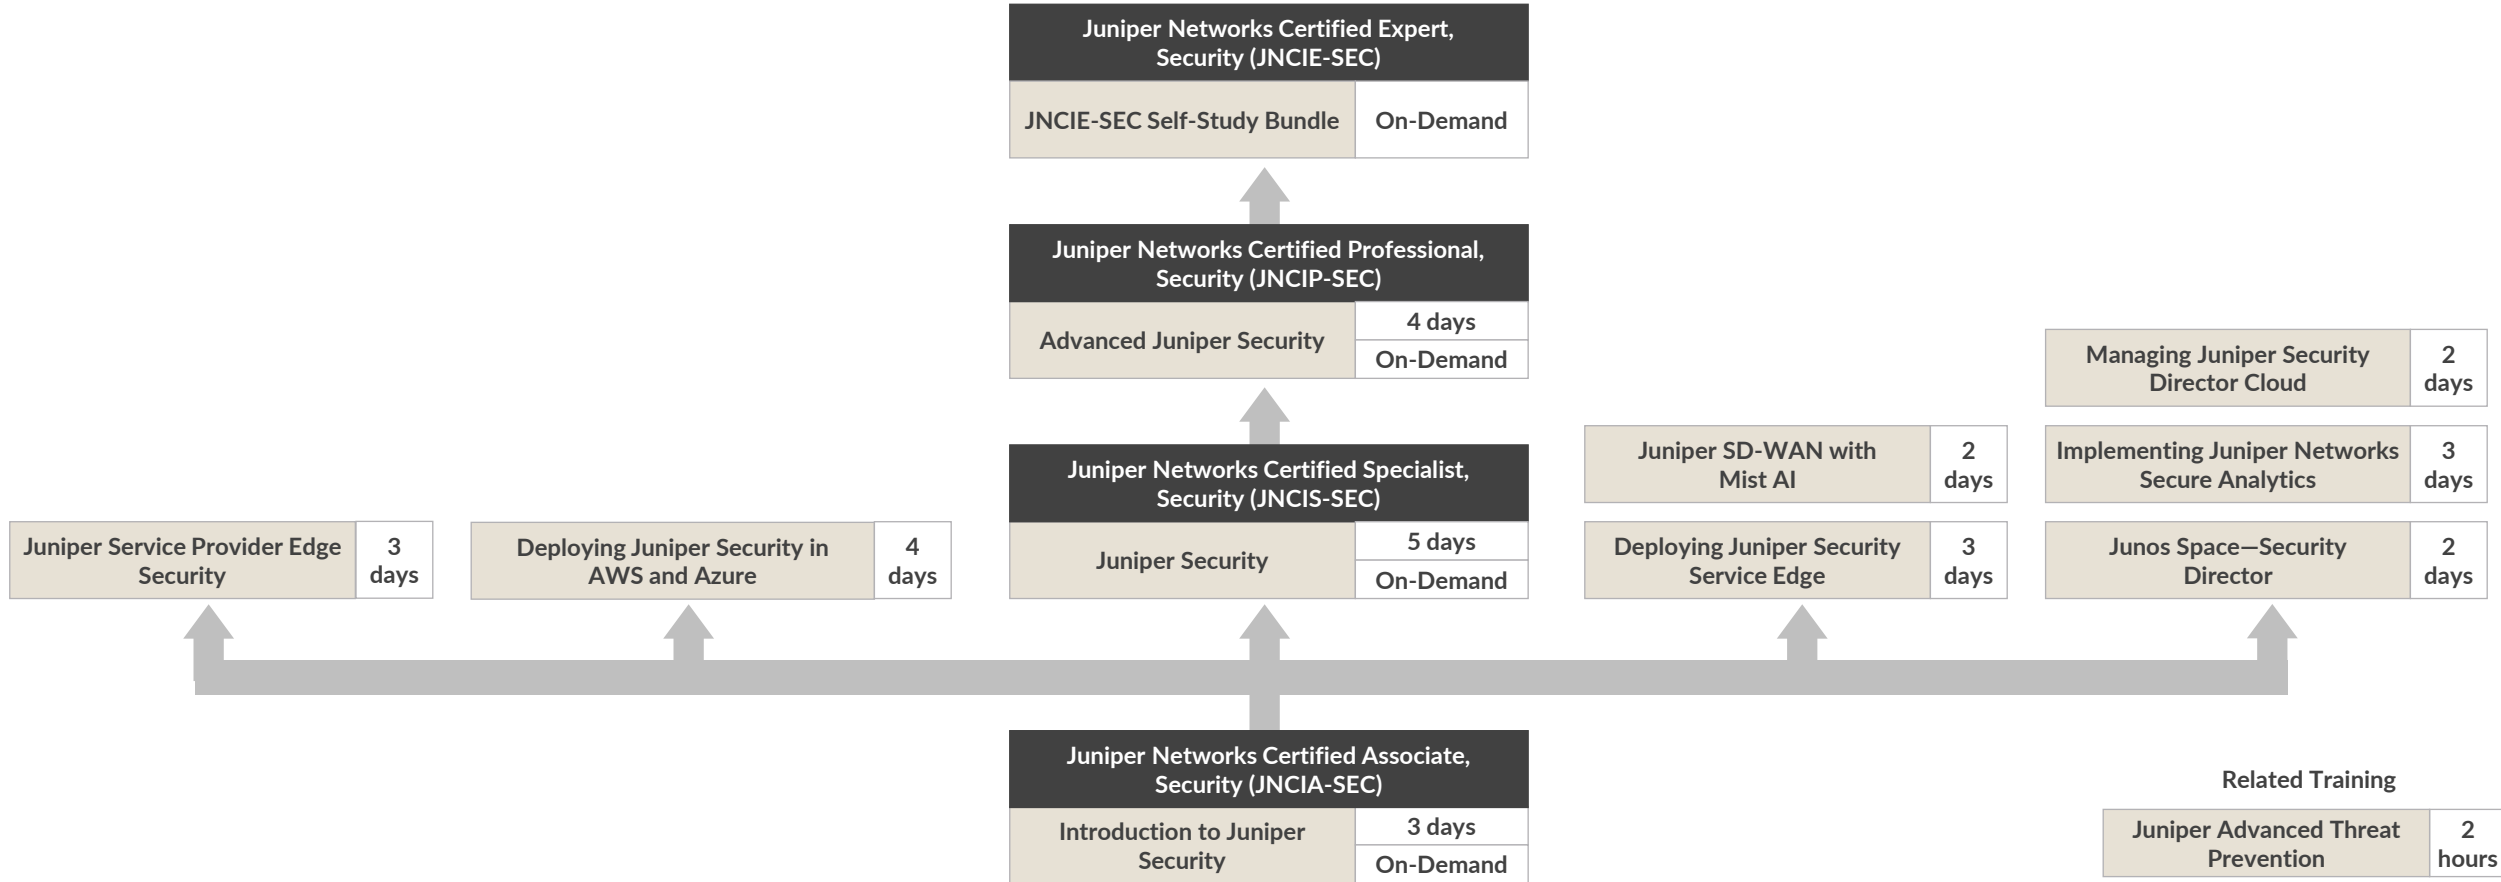 Juniper Networks Certified Expert,
Security (JNCIE-SEC)
JNCIE-SEC Self-Study Bundle
On-Demand
Juniper Networks Certified Professional,
Security (JNCIP-SEC)
Advanced Juniper Security
4 days
On-Demand
Juniper Networks Certified Specialist,
Security (JNCIS-SEC)
Juniper Security
5 days
On-Demand
Juniper Service Provider Edge
Security
3
days
Deploying Juniper Security in
AWS and Azure
4
days
Juniper SD-WAN with
Mist AI
2
days
Deploying Juniper Security
Service Edge
3
days
Managing Juniper Security
Director Cloud
2
days
Implementing Juniper Networks
Secure Analytics
3
days
Junos Space—Security
Director
2
days
Juniper Networks Certified Associate,
Security (JNCIA-SEC)
Introduction to Juniper
Security
3 days
On-Demand
Related Training
Juniper Advanced Threat
Prevention
2
hours